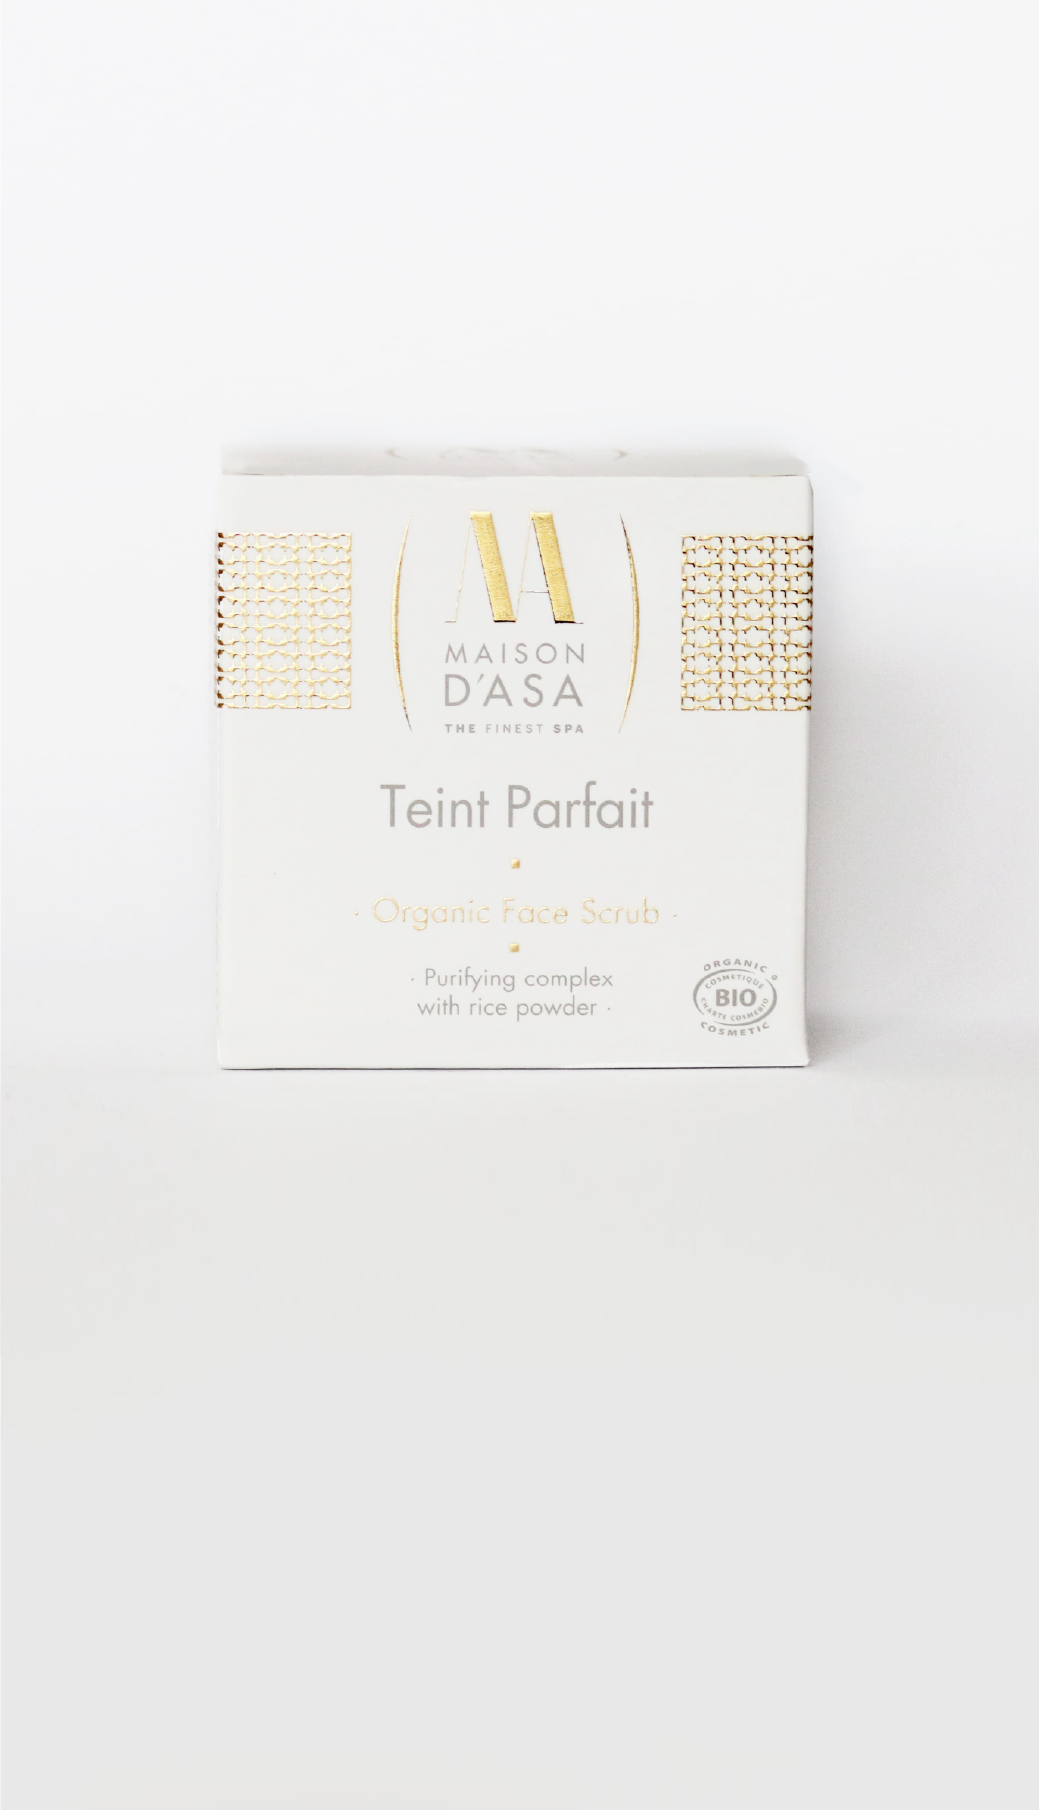 MAISON
D'ASA
THE FINEST SPA
Teint Parfait
· Organic Face Scrub ·
· Purifying complex
with rice powder ·
ORGANIC
COSMETIQUE
BIO
CHARTE COSMEBIO
COSMETIC